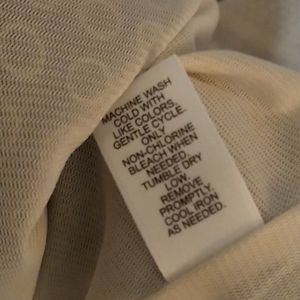 MACHINE WASH
COLD WITH
LIKE COLORS.
GENTLE CYCLE.
ONLY
NON-CHLORINE
BLEACH WHEN
NEEDED.
TUMBLE DRY
LOW.
REMOVE
PROMPTLY.
COOL IRON
AS NEEDED.